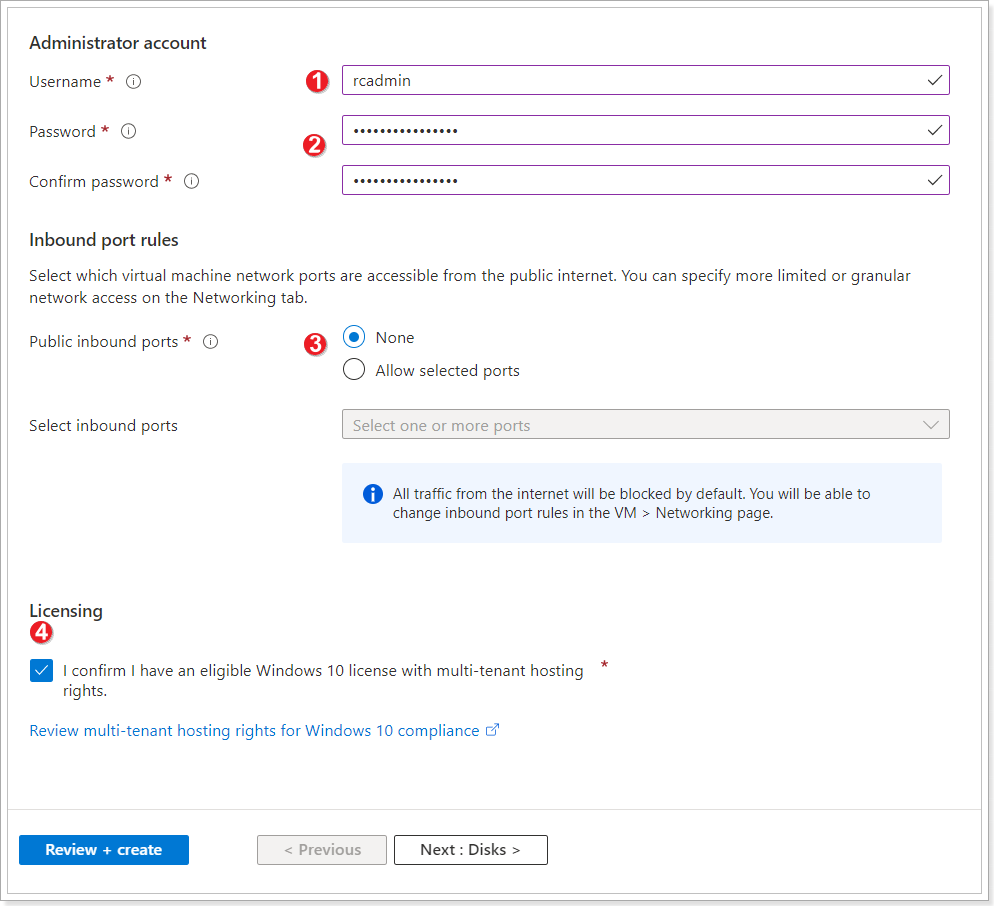 Administrator account
Username *
1
rcadmin
Password *
2
••••••••••••••••
Confirm password *
••••••••••••••••
Inbound port rules
Select which virtual machine network ports are accessible from the public internet. You can specify more limited or granular
network access on the Networking tab.
Public inbound ports *
3
None
Allow selected ports
Select inbound ports
Select one or more ports
All traffic from the internet will be blocked by default. You will be able to
change inbound port rules in the VM > Networking page.
Licensing
4
I confirm I have an eligible Windows 10 license with multi-tenant hosting *
rights.
Review multi-tenant hosting rights for Windows 10 compliance
Review + create
< Previous
Next : Disks >